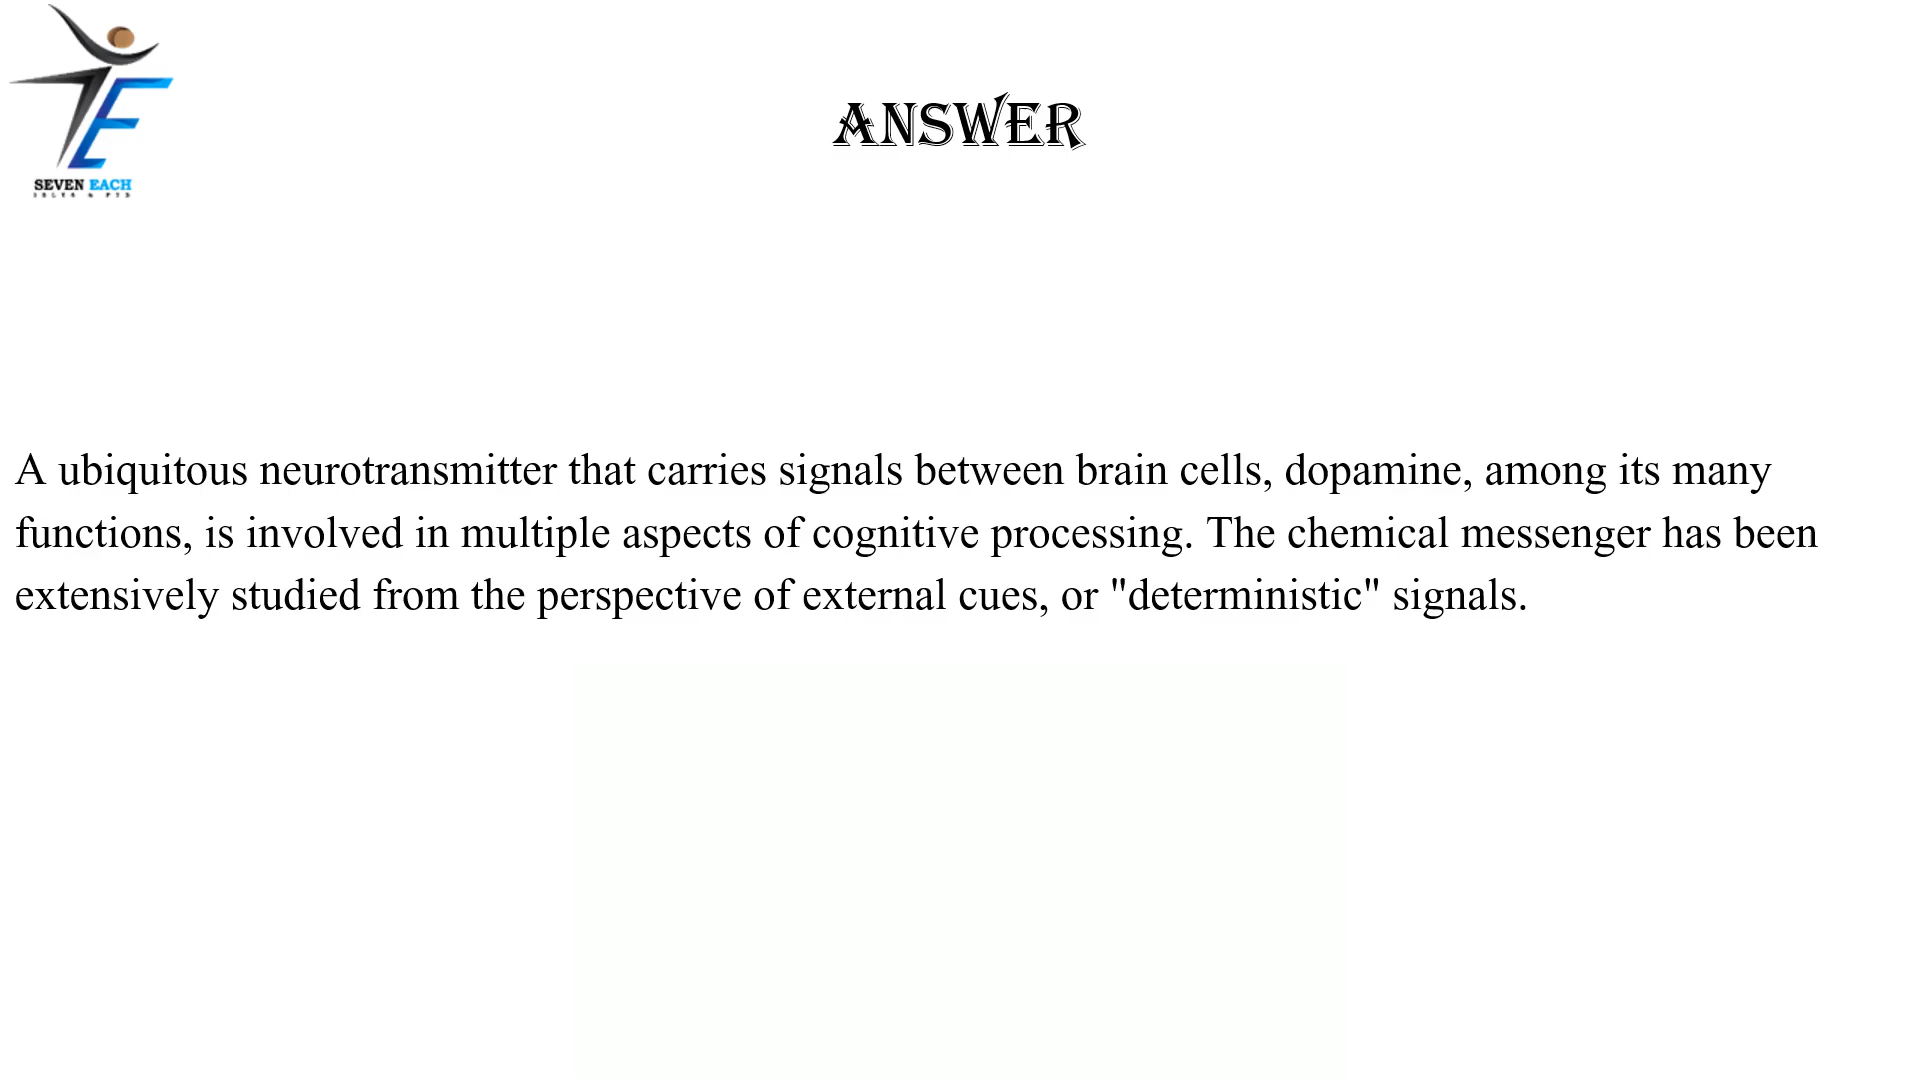 ANSWER
SEVEN EACH
IELTS & PTE
A ubiquitous neurotransmitter that carries signals between brain cells, dopamine, among its many
functions, is involved in multiple aspects of cognitive processing. The chemical messenger has been
extensively studied from the perspective of external cues, or "deterministic" signals.